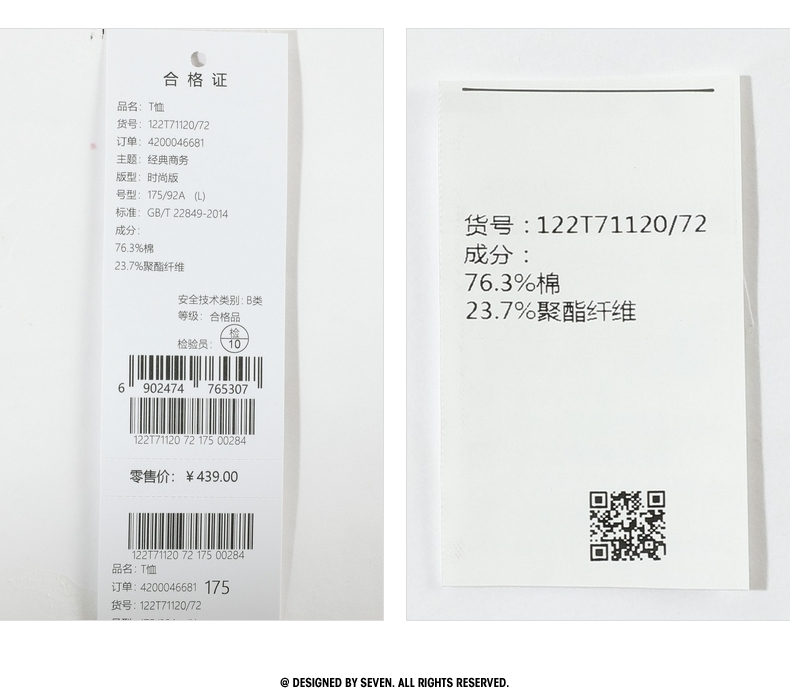 合格证
品名：T恤
货号：122T71120/72
订单：4200046681
主题：经典商务
版型：时尚版
号型：175/92A (L)
标准：GB/T 22849-2014
成分：
76.3%棉
23.7%聚酯纤维
安全技术类别：B类
等级：合格品
检验员：检 10
6 902474 765307
122T71120 72 175 00284
零售价：￥439.00
122T71120 72 175 00284
品名：T恤
订单：4200046681 175
货号：122T71120/72
货号：122T71120/72
成分：
76.3%棉
23.7%聚酯纤维
@ DESIGNED BY SEVEN. ALL RIGHTS RESERVED.